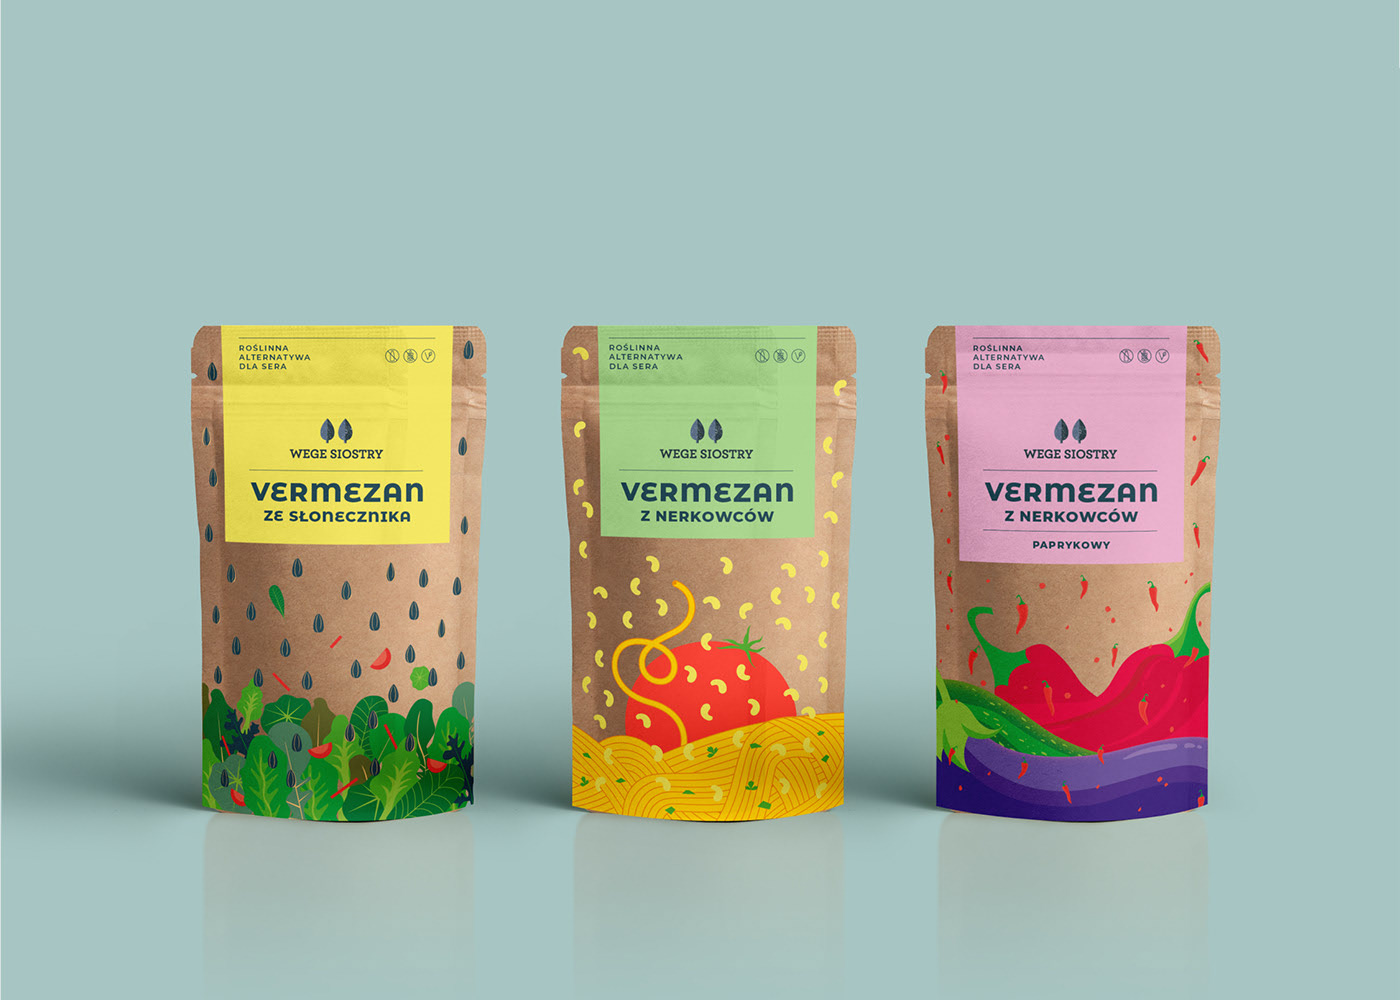 ROŚLINNA
ALTERNATYWA
DLA SERA
WEGE SIOSTRY
VERMEZAN
ZE SŁONECZNIKA
ROŚLINNA
ALTERNATYWA
DLA SERA
WEGE SIOSTRY
VERMEZAN
Z NERKOWCÓW
ROŚLINNA
ALTERNATYWA
DLA SERA
WEGE SIOSTRY
VERMEZAN
Z NERKOWCÓW
PAPRYKOWY